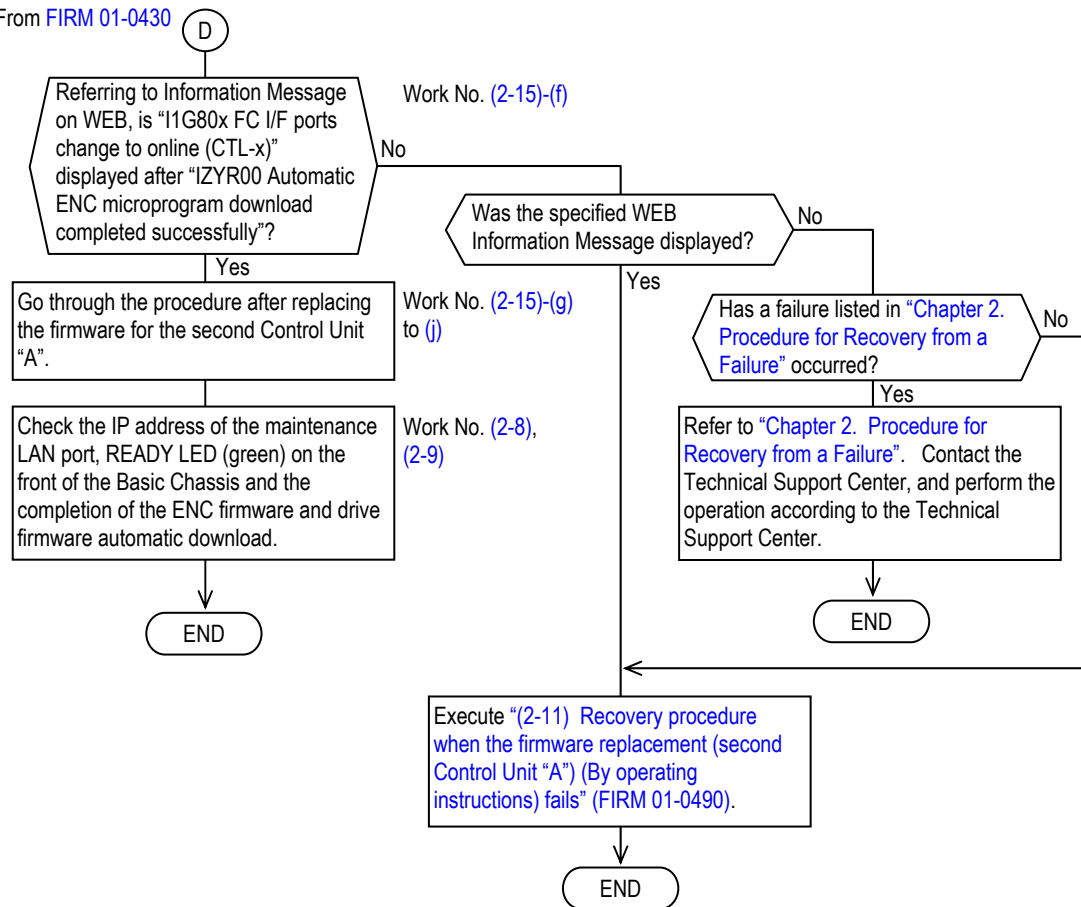 From FIRM 01-0430
D
Referring to Information Message
on WEB, is “I1G80x FC I/F ports
change to online (CTL-x)”
displayed after “IZYR00 Automatic
ENC microprogram download
completed successfully”?
Work No. (2-15)-(f)
No
Yes
Go through the procedure after replacing
the firmware for the second Control Unit
“A”.
Work No. (2-15)-(g)
to (j)
Check the IP address of the maintenance
LAN port, READY LED (green) on the
front of the Basic Chassis and the
completion of the ENC firmware and drive
firmware automatic download.
Work No. (2-8),
(2-9)
END
Was the specified WEB
Information Message displayed?
No
Yes
Has a failure listed in “Chapter 2.
Procedure for Recovery from a
Failure” occurred?
No
Yes
Refer to “Chapter 2.  Procedure for
Recovery from a Failure”.   Contact the
Technical Support Center, and perform the
operation according to the Technical
Support Center.
END
Execute “(2-11)  Recovery procedure
when the firmware replacement (second
Control Unit “A”) (By operating
instructions) fails” (FIRM 01-0490).
END